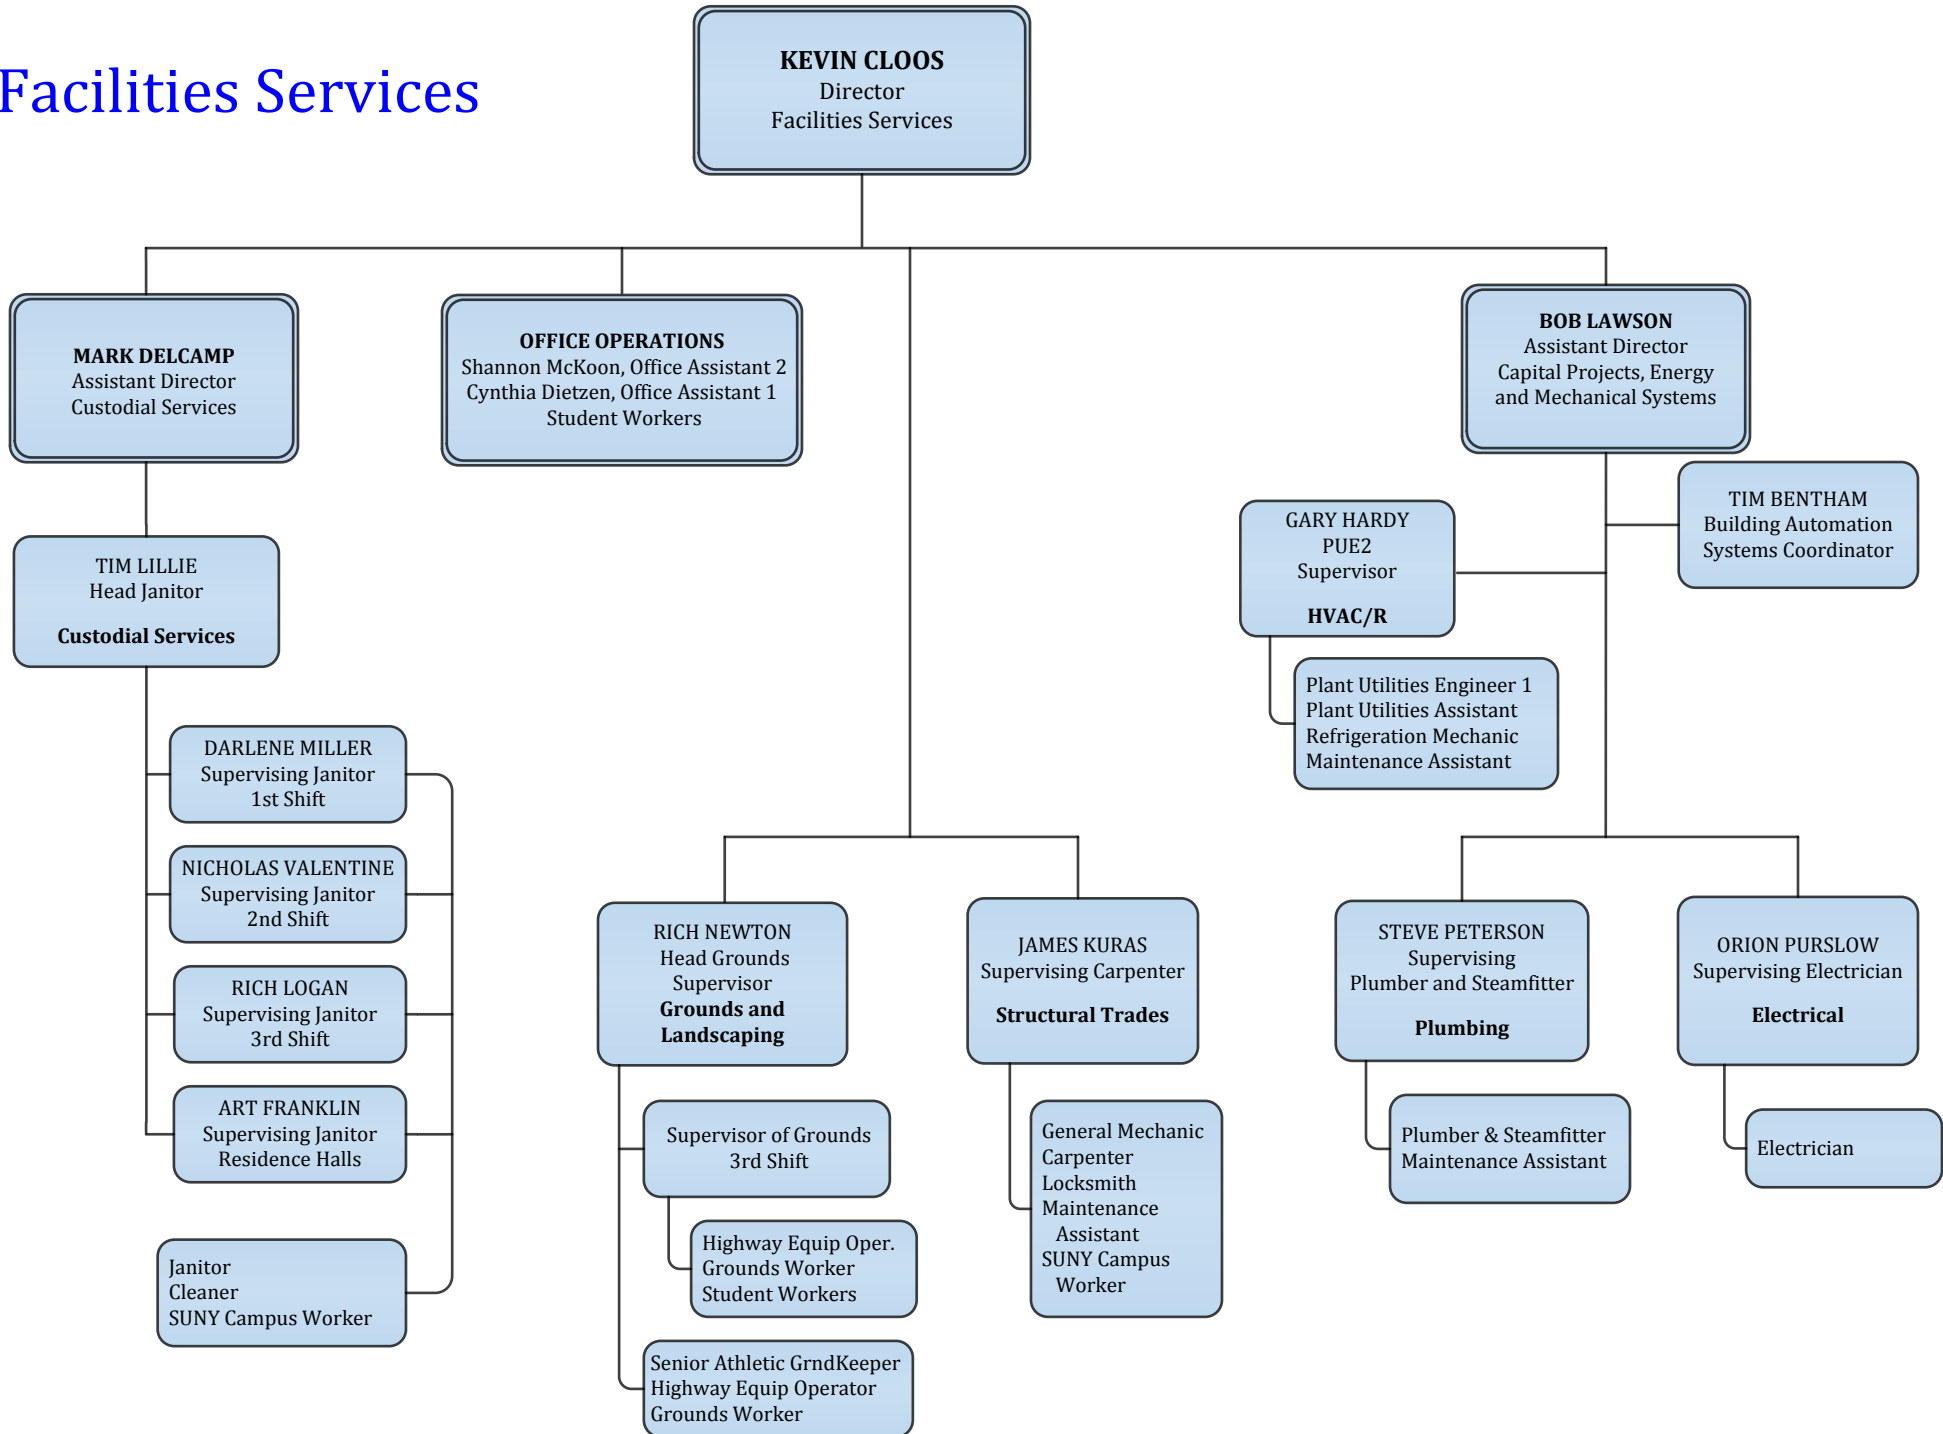 Facilities Services
KEVIN CLOOS
Director
Facilities Services
MARK DELCAMP
Assistant Director
Custodial Services
OFFICE OPERATIONS
Shannon McKoon, Office Assistant 2
Cynthia Dietzen, Office Assistant 1
Student Workers
BOB LAWSON
Assistant Director
Capital Projects, Energy
and Mechanical Systems
TIM BENTHAM
Building Automation
Systems Coordinator
GARY HARDY
PUE2
Supervisor
HVAC/R
Plant Utilities Engineer 1
Plant Utilities Assistant
Refrigeration Mechanic
Maintenance Assistant
TIM LILLIE
Head Janitor
Custodial Services
DARLENE MILLER
Supervising Janitor
1st Shift
NICHOLAS VALENTINE
Supervising Janitor
2nd Shift
RICH LOGAN
Supervising Janitor
3rd Shift
ART FRANKLIN
Supervising Janitor
Residence Halls
Janitor
Cleaner
SUNY Campus Worker
RICH NEWTON
Head Grounds
Supervisor
Grounds and
Landscaping
Supervisor of Grounds
3rd Shift
Highway Equip Oper.
Grounds Worker
Student Workers
Senior Athletic GrndKeeper
Highway Equip Operator
Grounds Worker
JAMES KURAS
Supervising Carpenter
Structural Trades
General Mechanic
Carpenter
Locksmith
Maintenance
Assistant
SUNY Campus
Worker
STEVE PETERSON
Supervising
Plumber and Steamfitter
Plumbing
Plumber & Steamfitter
Maintenance Assistant
ORION PURSLOW
Supervising Electrician
Electrical
Electrician